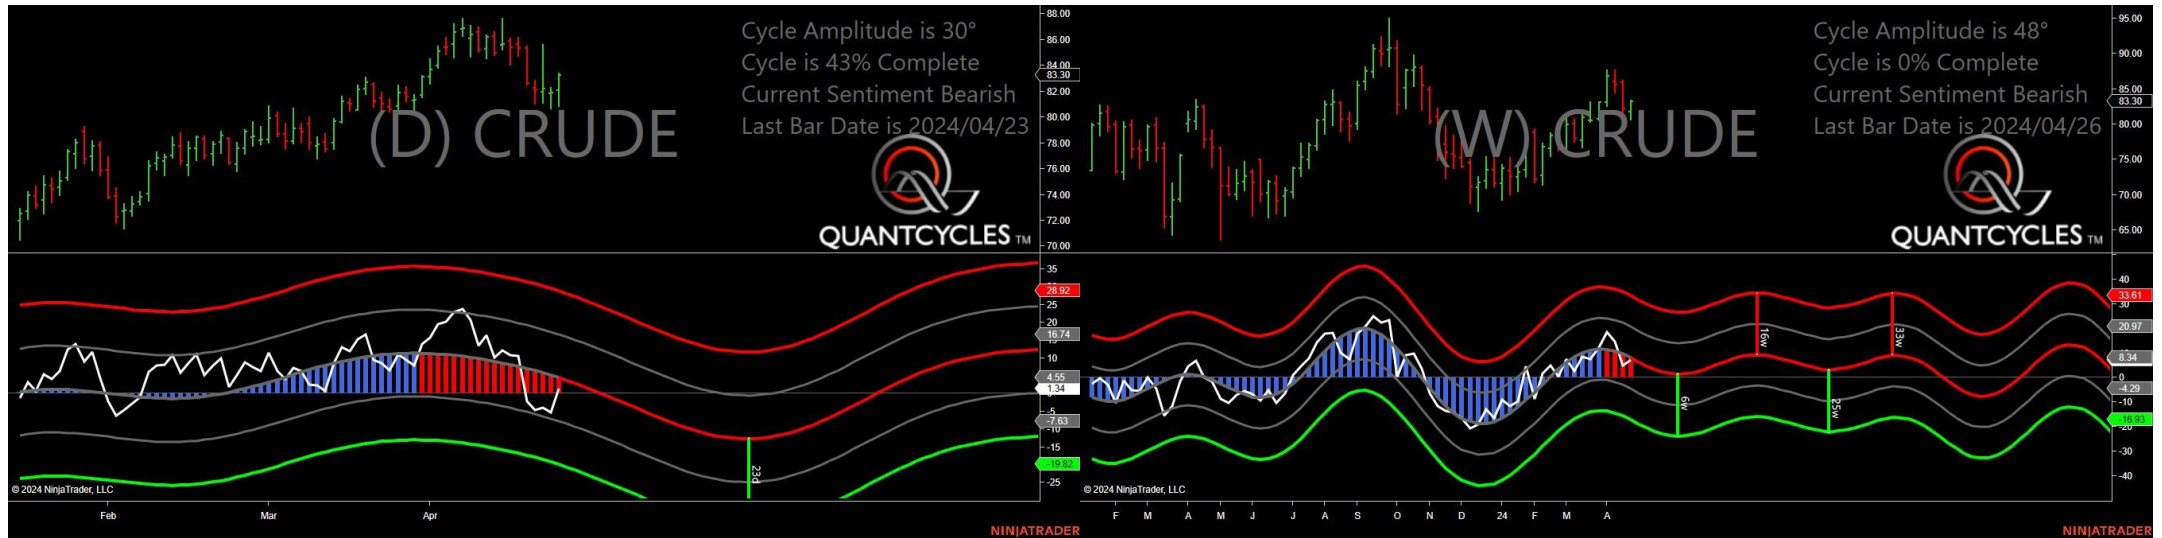 Cycle Amplitude is 30°
Cycle is 43% Complete
Current Sentiment Bearish
Last Bar Date is 2024/04/23
(D) CRUDE
QUANTCYCLES TM
88.00
86.00
84.00
83.30
82.00
80.00
78.00
76.00
74.00
72.00
70.00
35
28.92
25
20
16.74
10
4.55
1.34
-5
-7.63
-10
-15
-19.82
-25
23d
© 2024 NinjaTrader, LLC
Feb Mar Apr
NINJATRADER
Cycle Amplitude is 48°
Cycle is 0% Complete
Current Sentiment Bearish
Last Bar Date is 2024/04/26
(W) CRUDE
QUANTCYCLES TM
95.00
90.00
85.00
83.30
80.00
75.00
70.00
65.00
40
33.61
30
20.97
8.34
0
-4.29
-10
-16.93
-20
-30
-40
6w
16w
25w
33w
© 2024 NinjaTrader, LLC
F M A M J J A S O N D 24 F M A
NINJATRADER